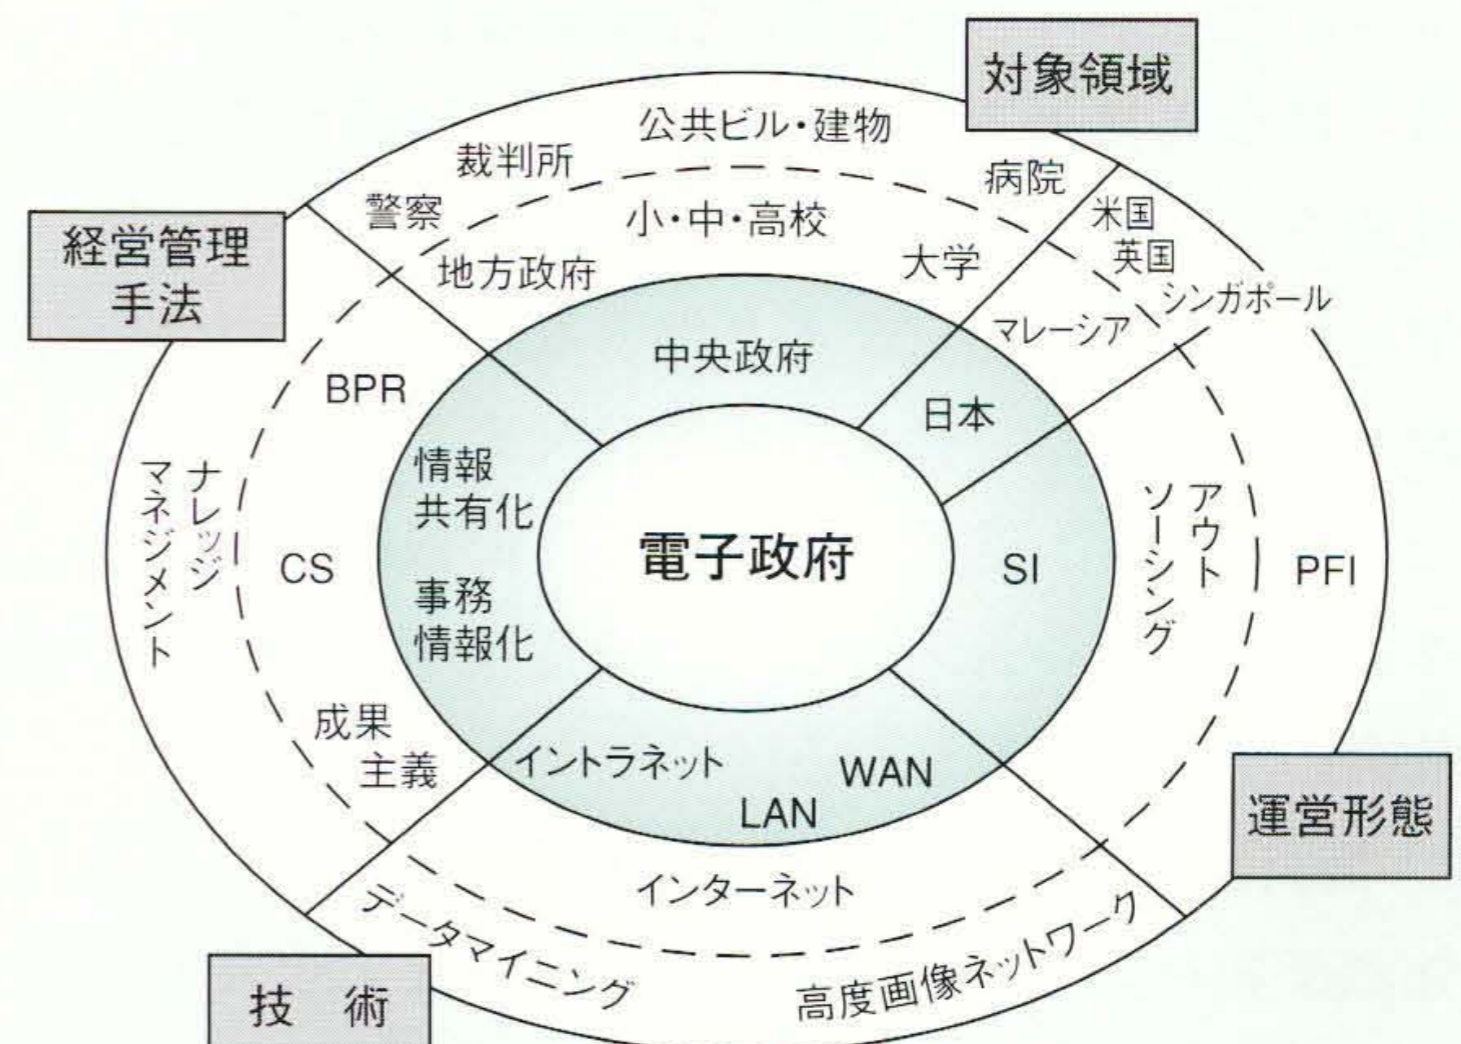 対象領域
公共ビル・建物
裁判所
病院
警察
小・中・高校
米国
英国
経営管理
手法
地方政府
大学
シンガポール
マレーシア
中央政府
BPR
日本
情報
共有化
ナレッジ
マネジメント
アウト
ソーシング
電子政府
CS
SI
PFI
事務
情報化
成果
主義
イントラネット
WAN
LAN
運営形態
インターネット
データマイニング
高度画像ネットワーク
技 術